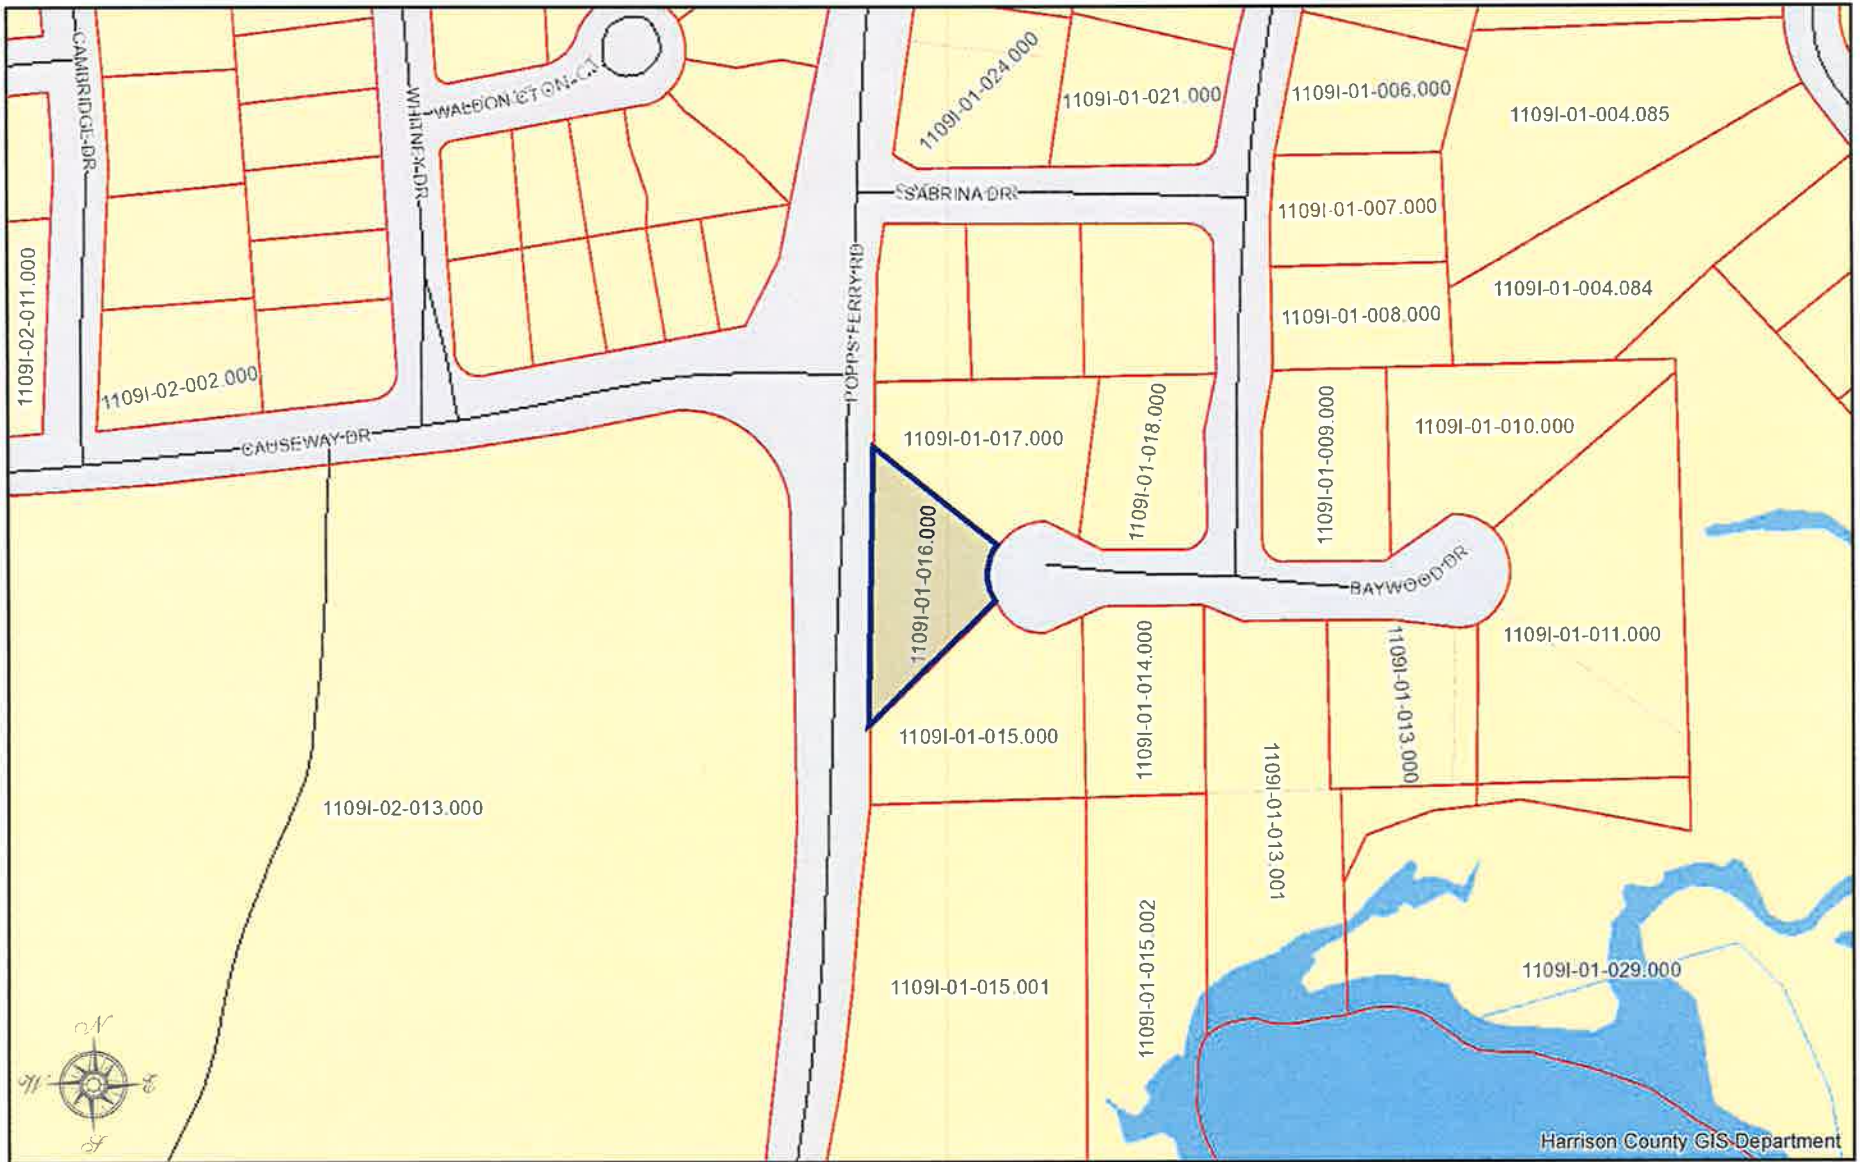 CAMBRIDGE DR
WHITNEY DR
POPPS FERRY RD
1109I-01-024.000
1109I-01-021.000
1109I-01-006.000
1109I-01-004.085
SABRINA DR
1109I-01-007.000
1109I-02-011.000
1109I-01-004.084
1109I-01-008.000
1109I-02-002.000
CAUSEWAY DR
1109I-01-017.000
1109I-01-018.000
1109I-01-009.000
1109I-01-010.000
1109I-01-016.000
BAYWOOD DR
1109I-01-011.000
1109I-01-014.000
1109I-01-013.000
1109I-01-015.000
1109I-02-013.000
1109I-01-013.001
1109I-01-015.001
1109I-01-015.002
1109I-01-029.000
N
W
E
S
Harrison County GIS Department